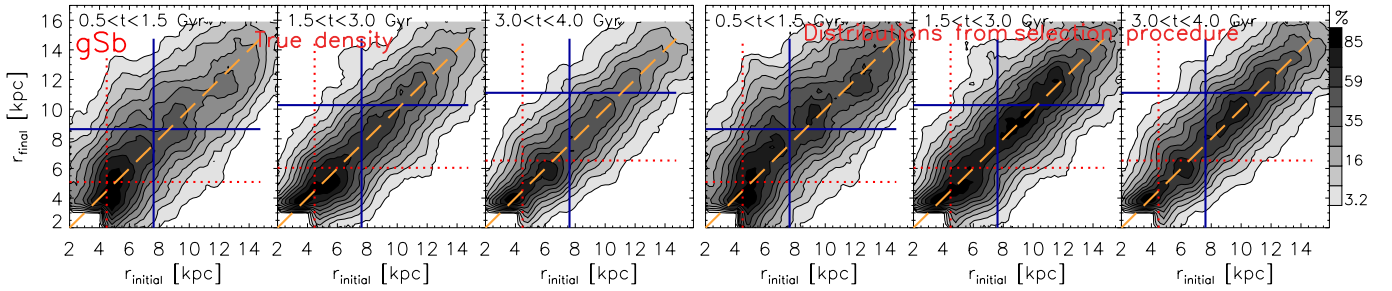 0.5<t<1.5 Gyr 1.5<t<3.0 Gyr 3.0<t<4.0 Gyr 0.5<t<1.5 Gyr 1.5<t<3.0 Gyr 3.0<t<4.0 Gyr %
gSb True density Distributions from selection procedure
16
14
12
10
8
6
4
2
r_final [kpc]
85
59
35
16
3.2
2 4 6 8 10 12 14 2 4 6 8 10 12 14 2 4 6 8 10 12 14 2 4 6 8 10 12 14 2 4 6 8 10 12 14 2 4 6 8 10 12 14
r_initial [kpc] r_initial [kpc] r_initial [kpc] r_initial [kpc] r_initial [kpc] r_initial [kpc]